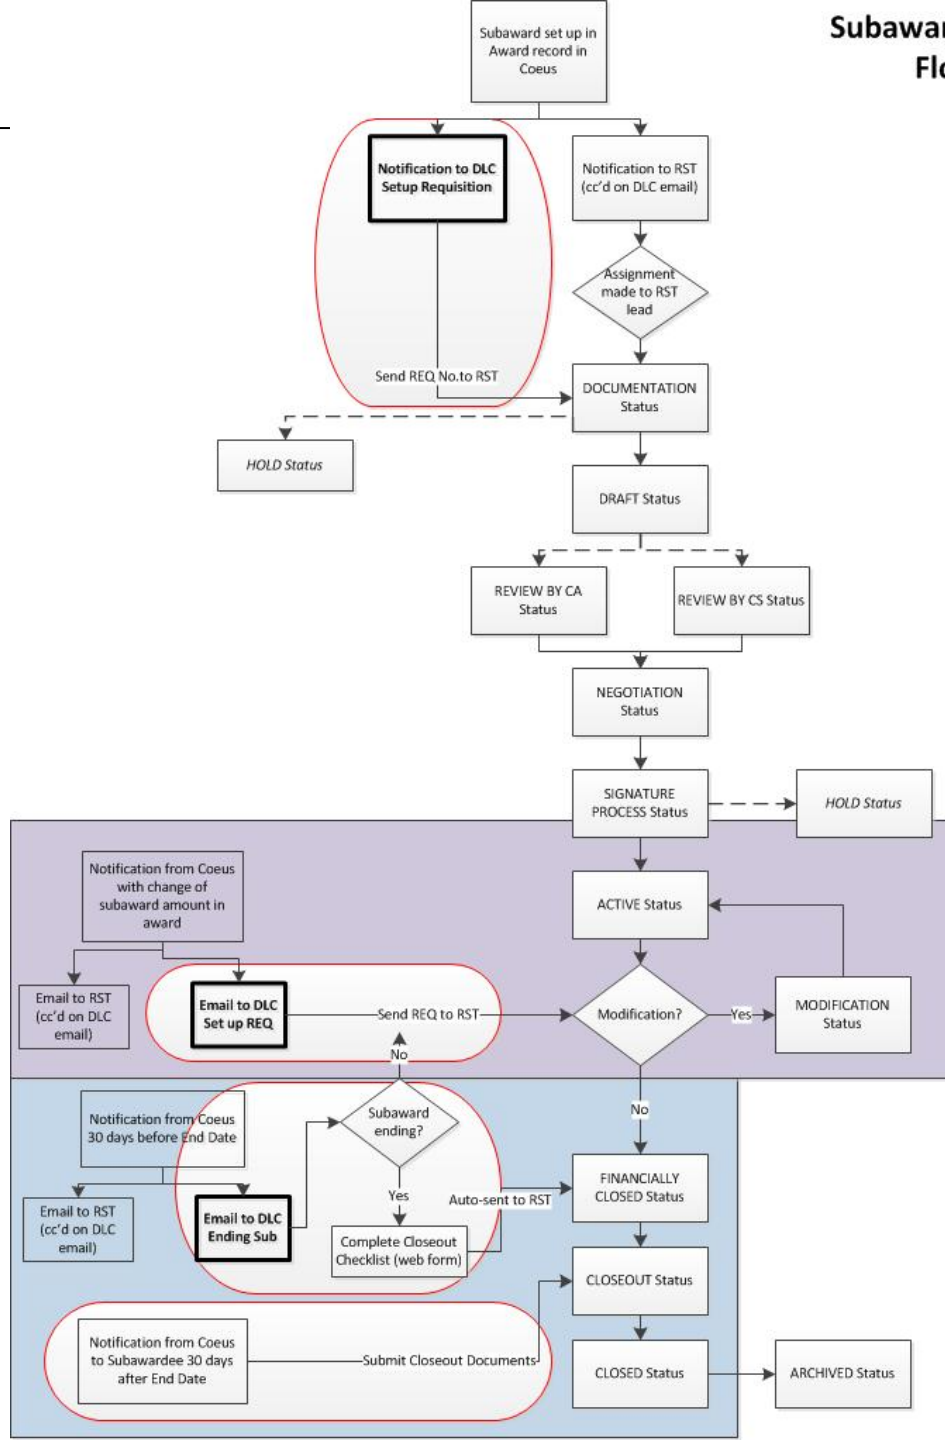 Subawar
Flo
Subaward set up in
Award record in
Coeus
Notification to DLC
Setup Requisition
Notification to RST
(cc'd on DLC email)
Assignment
made to RST
lead
Send REQ No.to RST
DOCUMENTATION
Status
HOLD Status
DRAFT Status
REVIEW BY CA
Status
REVIEW BY CS Status
NEGOTIATION
Status
SIGNATURE
PROCESS Status
HOLD Status
Notification from Coeus
with change of
subaward amount in
award
ACTIVE Status
Email to RST
(cc'd on DLC
email)
Email to DLC
Set up REQ
Send REQ to RST
Modification?
Yes
MODIFICATION
Status
No
No
Notification from Coeus
30 days before End Date
Subaward
ending?
Email to RST
(cc'd on DLC
email)
Email to DLC
Ending Sub
Yes
Auto-sent to RST
Complete Closeout
Checklist (web form)
FINANCIALLY
CLOSED Status
CLOSEOUT Status
Notification from Coeus
to Subawardee 30 days
after End Date
Submit Closeout Documents
CLOSED Status
ARCHIVED Status